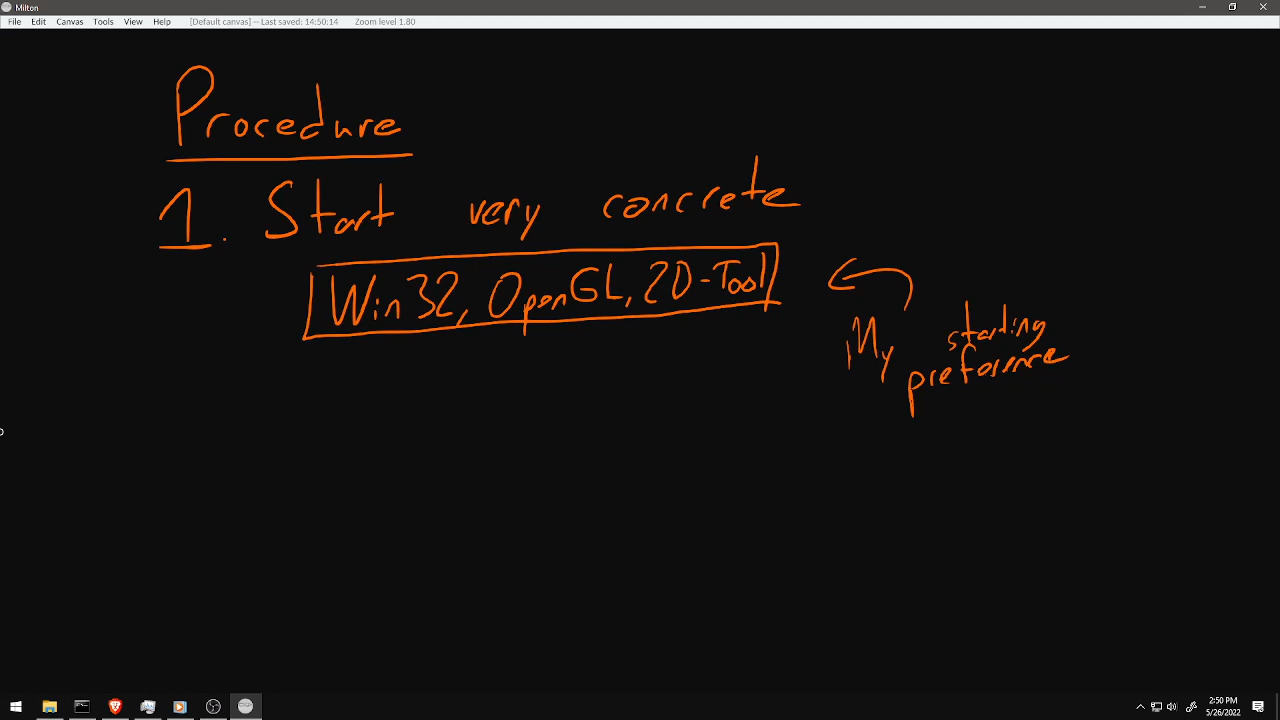 Milton
File Edit Canvas Tools View Help [Default canvas] -- Last saved: 14:50:14 Zoom level 1.80
Procedure
1. Start very concrete
Win32, OpenGL, 2D-Tool
My starting
preference
2:50 PM
5/26/2022